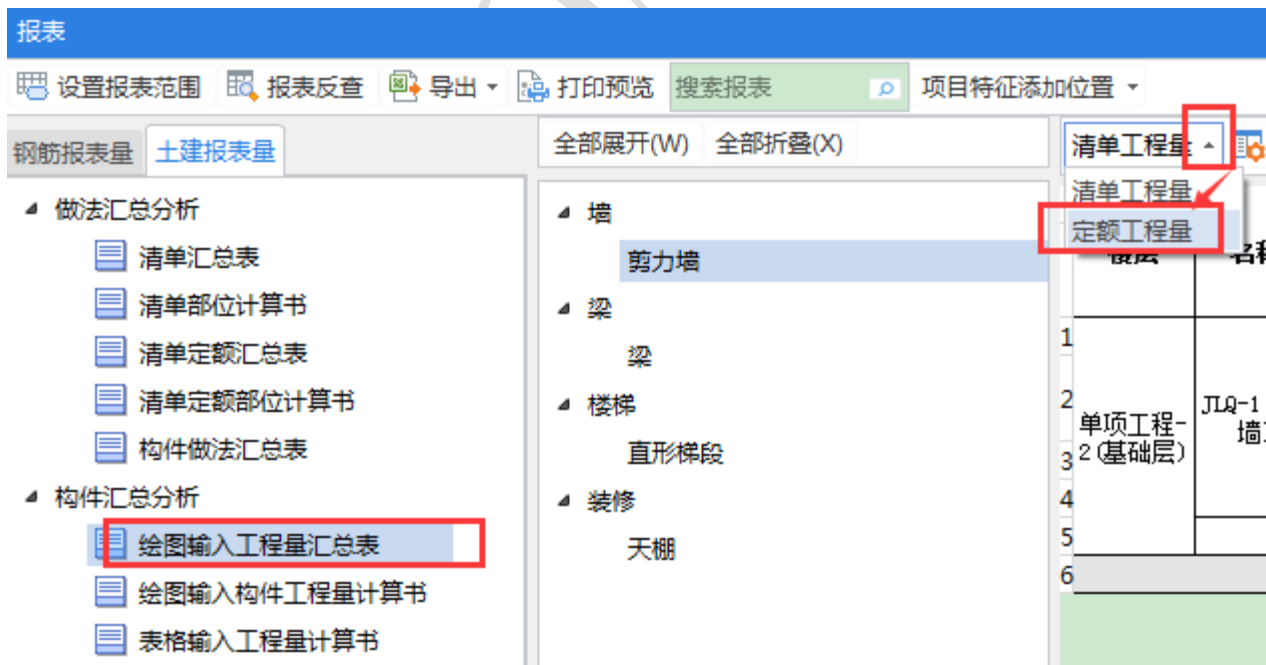 报表
设置报表范围 报表反查 导出 打印预览 搜索报表 项目特征添加位置
钢筋报表量 土建报表量
做法汇总分析
清单汇总表
清单部位计算书
清单定额汇总表
清单定额部位计算书
构件做法汇总表
构件汇总分析
绘图输入工程量汇总表
绘图输入构件工程量计算书
表格输入工程量计算书
全部展开(W) 全部折叠(X)
墙
剪力墙
梁
梁
楼梯
直形梯段
装修
天棚
清单工程量
清单工程量
定额工程量
楼层 名称
1
2
3
4
5
6
单项工程-
2(基础层)
JLQ-1
墙